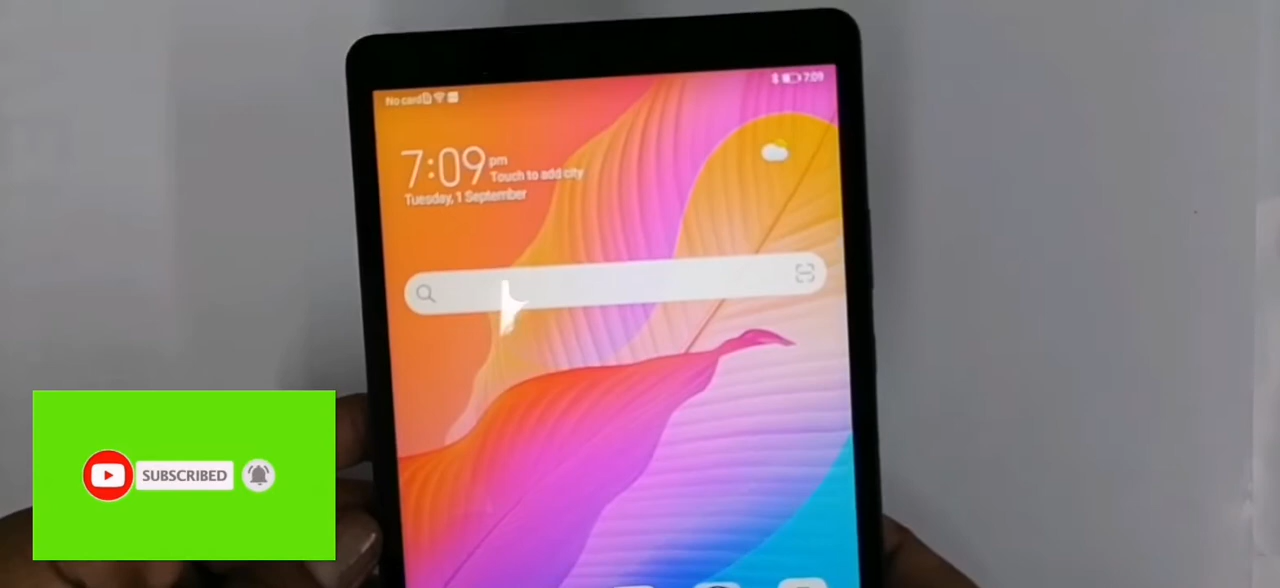 No card
7:09
7:09 pm
Touch to add city
Tuesday, 1 September
SUBSCRIBED